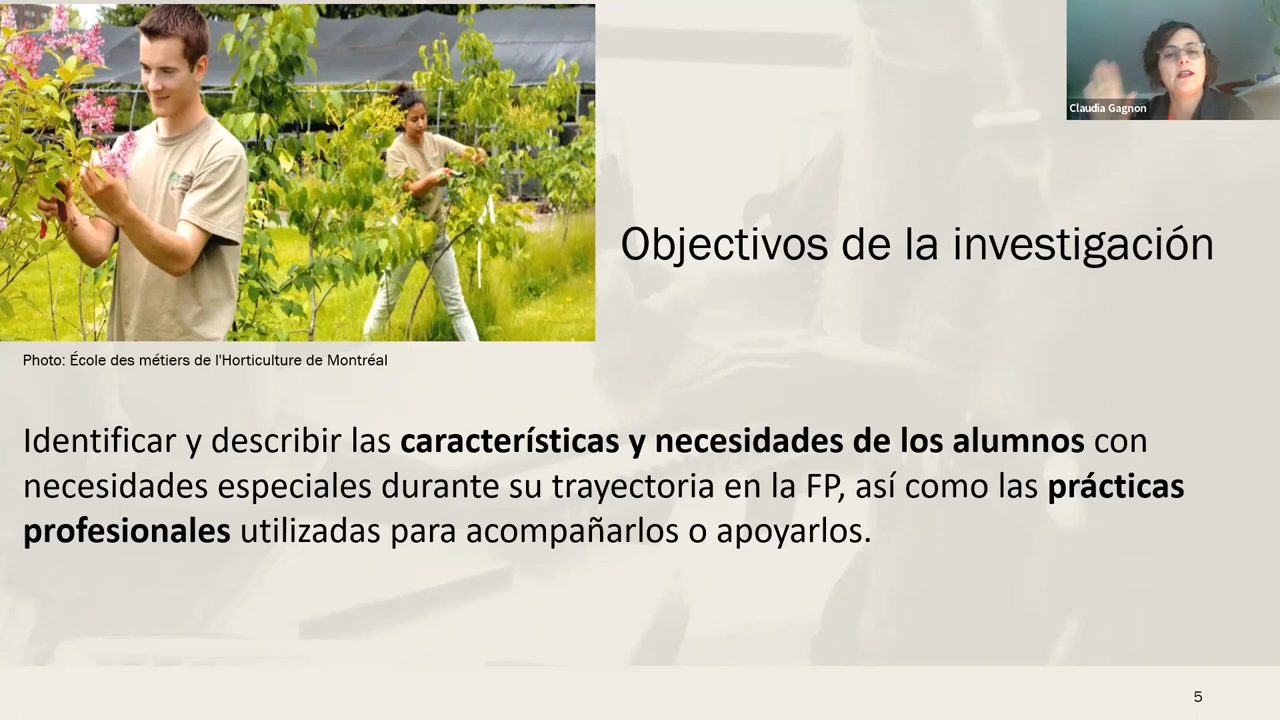 Claudia Gagnon
Objectivos de la investigación
Photo: École des métiers de l'Horticulture de Montréal
Identificar y describir las características y necesidades de los alumnos con
necesidades especiales durante su trayectoria en la FP, así como las prácticas
profesionales utilizadas para acompañarlos o apoyarlos.
5